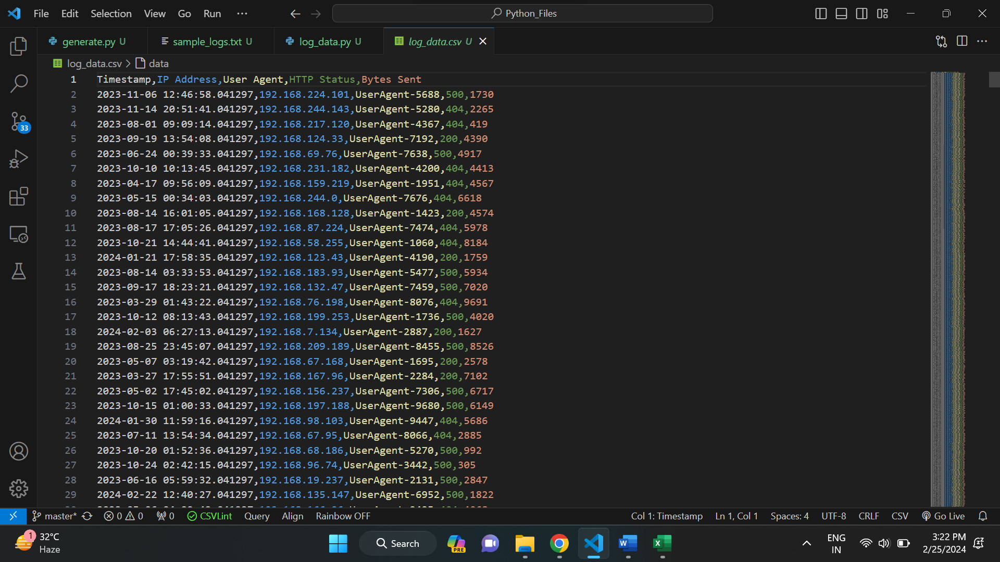 File Edit Selection View Go Run ··· Python_Files
generate.py U sample_logs.txt U log_data.py U log_data.csv U
log_data.csv > data
1 Timestamp,IP Address,User Agent,HTTP Status,Bytes Sent
2 2023-11-06 12:46:58.041297,192.168.224.101,UserAgent-5688,500,1730
3 2023-11-14 20:51:41.041297,192.168.244.143,UserAgent-5280,404,2265
4 2023-08-01 09:09:14.041297,192.168.217.120,UserAgent-4367,404,419
5 2023-09-19 13:54:08.041297,192.168.124.33,UserAgent-7192,200,4390
6 2023-06-24 00:39:33.041297,192.168.69.76,UserAgent-7638,500,4917
7 2023-10-10 10:13:45.041297,192.168.231.182,UserAgent-4200,404,4413
8 2023-04-17 09:56:09.041297,192.168.159.219,UserAgent-1951,404,4567
9 2023-05-15 00:34:03.041297,192.168.244.0,UserAgent-7676,404,6618
10 2023-08-14 16:01:05.041297,192.168.168.128,UserAgent-1423,200,4574
11 2023-08-17 17:05:26.041297,192.168.87.224,UserAgent-7474,404,5978
12 2023-10-21 14:44:41.041297,192.168.58.255,UserAgent-1060,404,8184
13 2024-01-21 17:58:35.041297,192.168.123.43,UserAgent-4190,200,1759
14 2023-08-14 03:33:53.041297,192.168.183.93,UserAgent-5477,500,5934
15 2023-09-17 18:23:21.041297,192.168.132.47,UserAgent-7459,500,7020
16 2023-03-29 01:43:22.041297,192.168.76.198,UserAgent-8076,404,9691
17 2023-10-12 08:13:43.041297,192.168.199.253,UserAgent-1736,500,4020
18 2024-02-03 06:27:13.041297,192.168.7.134,UserAgent-2887,200,1627
19 2023-08-25 23:45:07.041297,192.168.209.189,UserAgent-8455,500,8526
20 2023-05-07 03:19:42.041297,192.168.67.168,UserAgent-1695,200,2578
21 2023-03-27 17:55:51.041297,192.168.167.96,UserAgent-2284,200,7102
22 2023-05-02 17:45:02.041297,192.168.156.237,UserAgent-7306,500,6717
23 2023-10-15 01:00:33.041297,192.168.197.188,UserAgent-9680,500,6149
24 2024-01-30 11:59:16.041297,192.168.98.103,UserAgent-9447,404,5686
25 2023-07-11 13:54:34.041297,192.168.67.95,UserAgent-8066,404,2885
26 2023-10-20 01:52:36.041297,192.168.68.186,UserAgent-5270,500,992
27 2023-10-24 02:42:15.041297,192.168.96.74,UserAgent-3442,500,305
28 2023-06-16 05:59:32.041297,192.168.19.237,UserAgent-2131,500,2847
29 2024-02-22 12:40:27.041297,192.168.135.147,UserAgent-6952,500,1822
33
master* 0 0 0 CSVLint Query Align Rainbow OFF Col 1: Timestamp Ln 1, Col 1 Spaces: 4 UTF-8 CRLF CSV Go Live
1 32°C
Haze
Search
PRE
ENG
IN
3:22 PM
2/25/2024